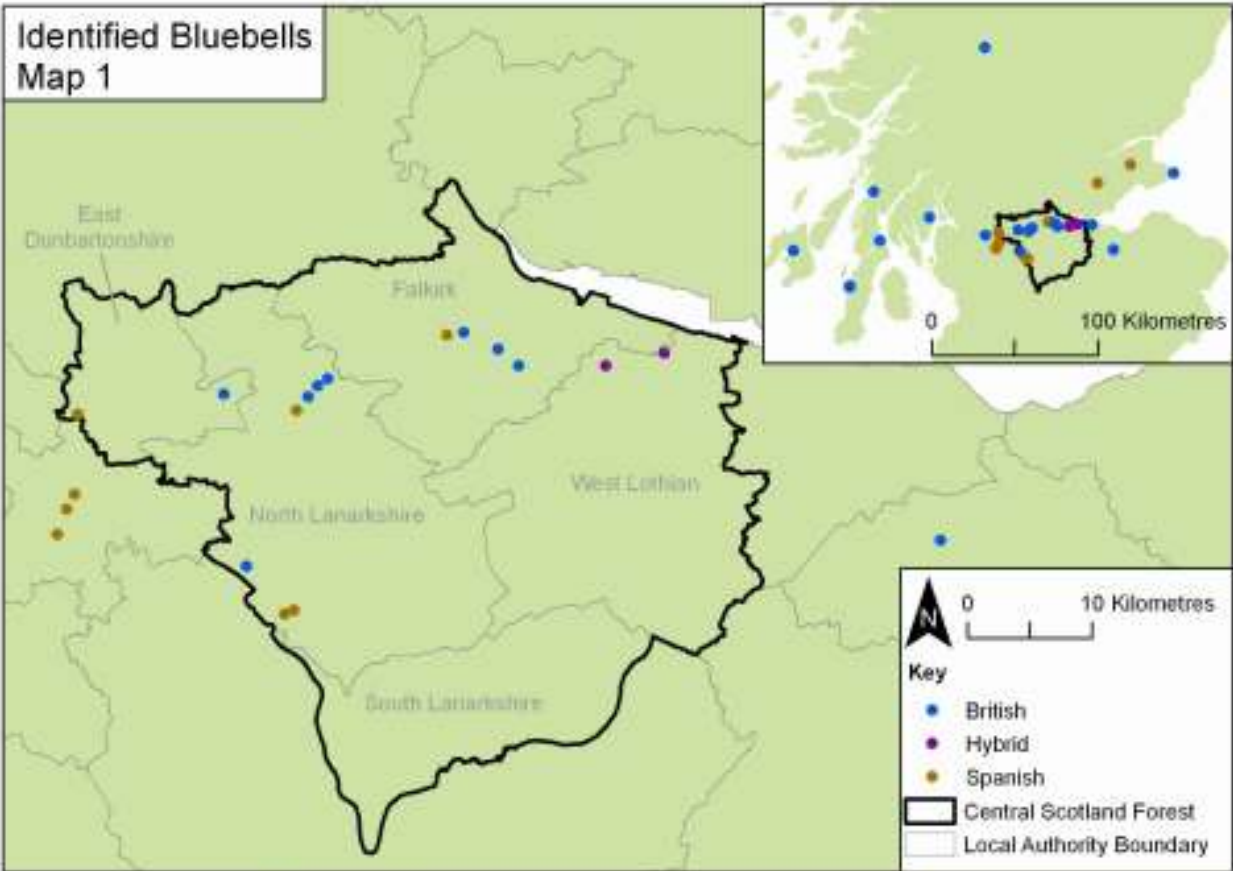 Identified Bluebells
Map 1
0
100 Kilometres
East
Dunbartonshire
Falkirk
West Lothian
North Lanarkshire
South Lanarkshire
N
0
10 Kilometres
Key
British
Hybrid
Spanish
Central Scotland Forest
Local Authority Boundary